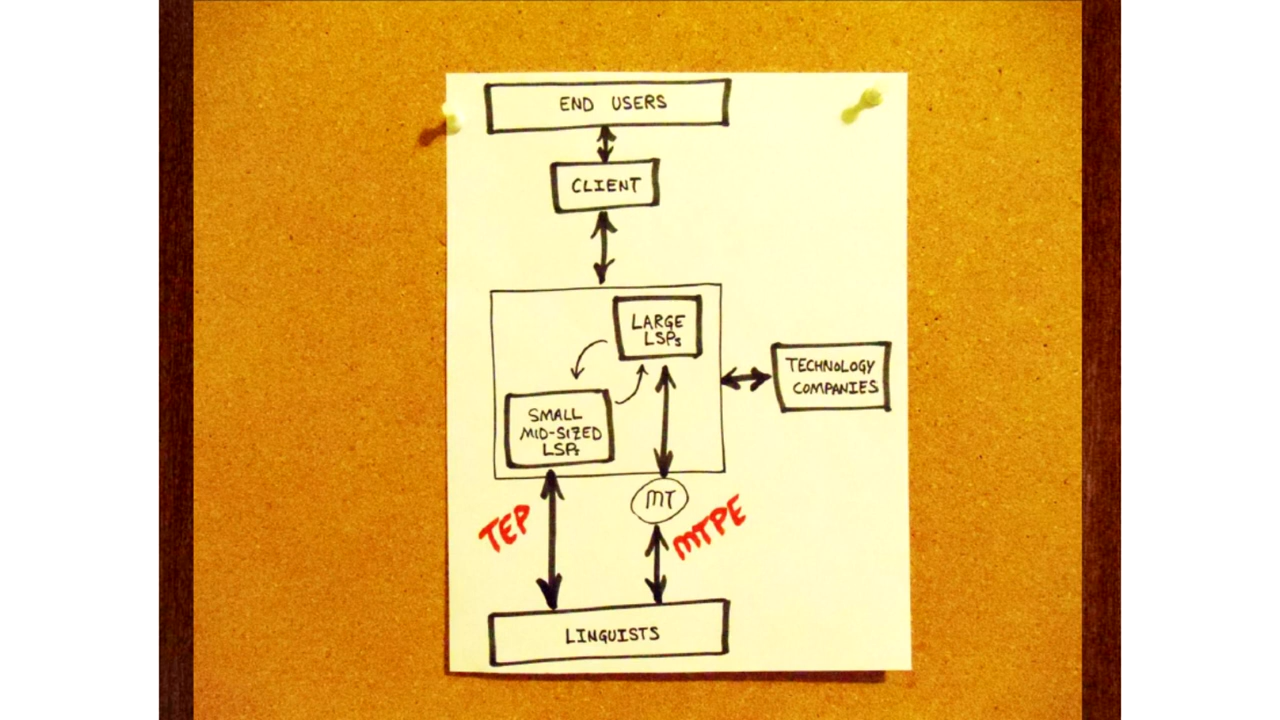 END USERS
CLIENT
LARGE
LSPs
TECHNOLOGY
COMPANIES
SMALL
MID-SIZED
LSPs
TEP
MT
MTPE
LINGUISTS